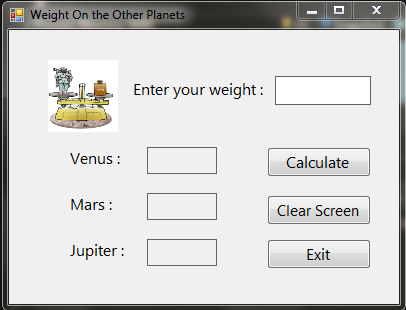 Weight On the Other Planets
Enter your weight :
Venus :
Calculate
Mars :
Clear Screen
Jupiter :
Exit